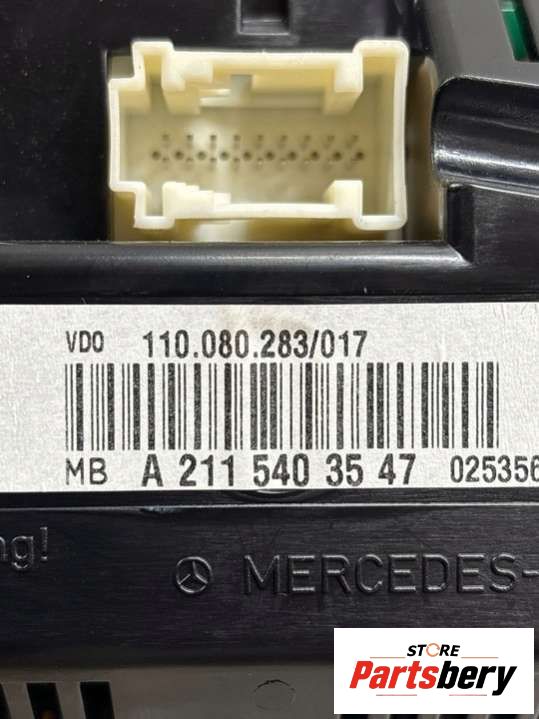 VDO 110.080.283/017
MB A 211 540 35 47 025356
ng!
MERCEDES-
STORE
Partsbery